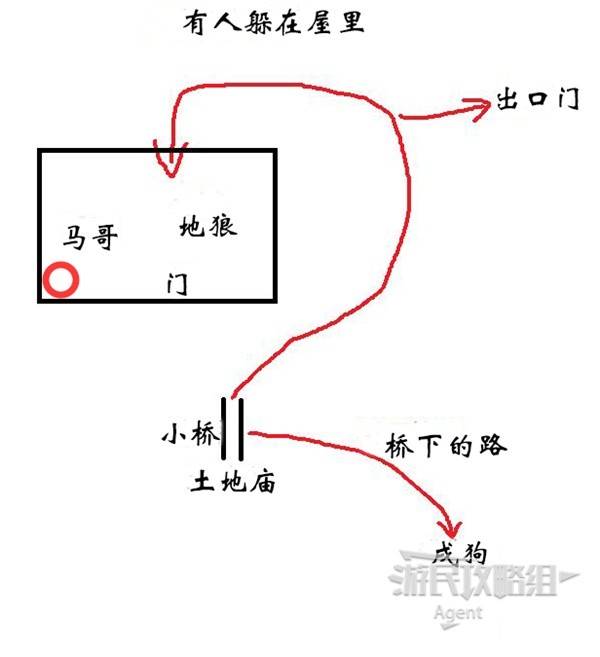 有人躲在屋里
出口门
马哥
地狼
门
小桥
土地庙
桥下的路
戌狗
游民攻略组
Agent